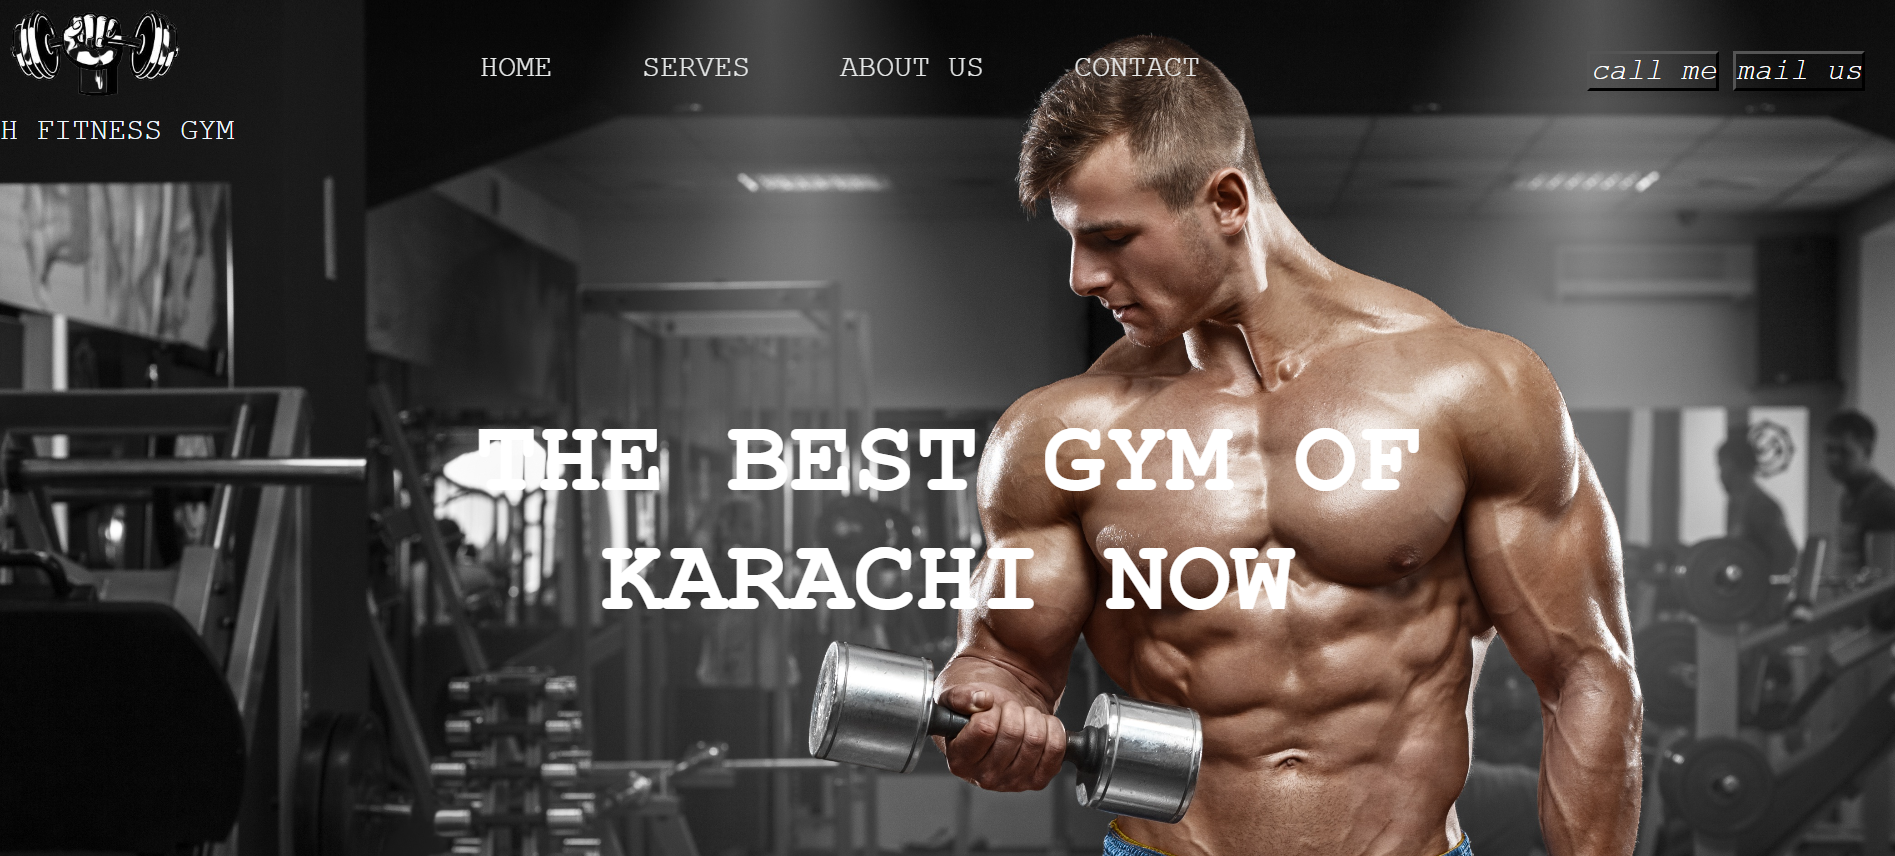 HOME SERVES ABOUT US CONTACT
call me mail us
H FITNESS GYM
THE BEST GYM OF
KARACHI NOW